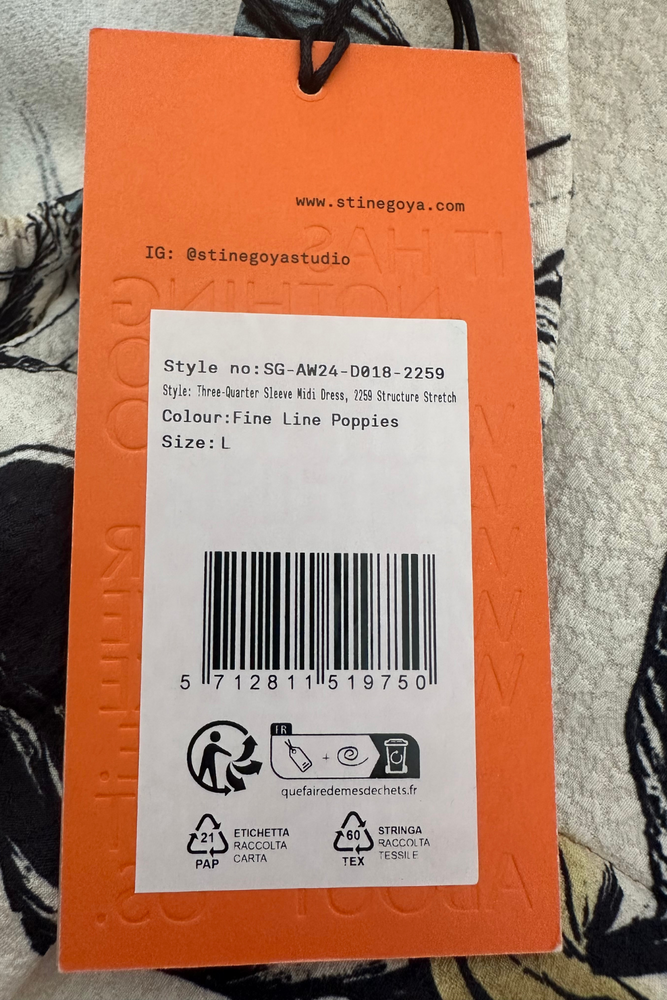 www.stinegoya.com
IG: @stinegoyastudio
Style no:SG-AW24-D018-2259
Style: Three-Quarter Sleeve Midi Dress, 2259 Structure Stretch
Colour:Fine Line Poppies
Size: L
5 712811 519750
FR
+
quefairedemesdechets.fr
21
PAP
ETICHETTA
RACCOLTA
CARTA
60
TEX
STRINGA
RACCOLTA
TESSILE